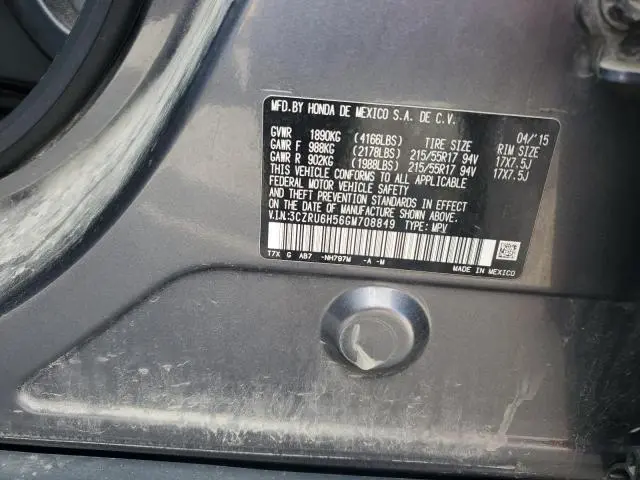 MFD.BY HONDA DE MEXICO S.A. DE C.V.
04/'15
GVWR 1890KG (4166LBS) TIRE SIZE RIM SIZE
GAWR F 988KG (2178LBS) 215/55R17 94V 17X7.5J
GAWR R 902KG (1988LBS) 215/55R17 94V 17X7.5J
THIS VEHICLE CONFORMS TO ALL APPLICABLE
FEDERAL MOTOR VEHICLE SAFETY
AND THEFT PREVENTION STANDARDS IN EFFECT
ON THE DATE OF MANUFACTURE SHOWN ABOVE.
V.I.N:3CZRU6H56GM708849 TYPE: MPV
T7X G AB7 -NH797M -A -M
MADE IN MEXICO